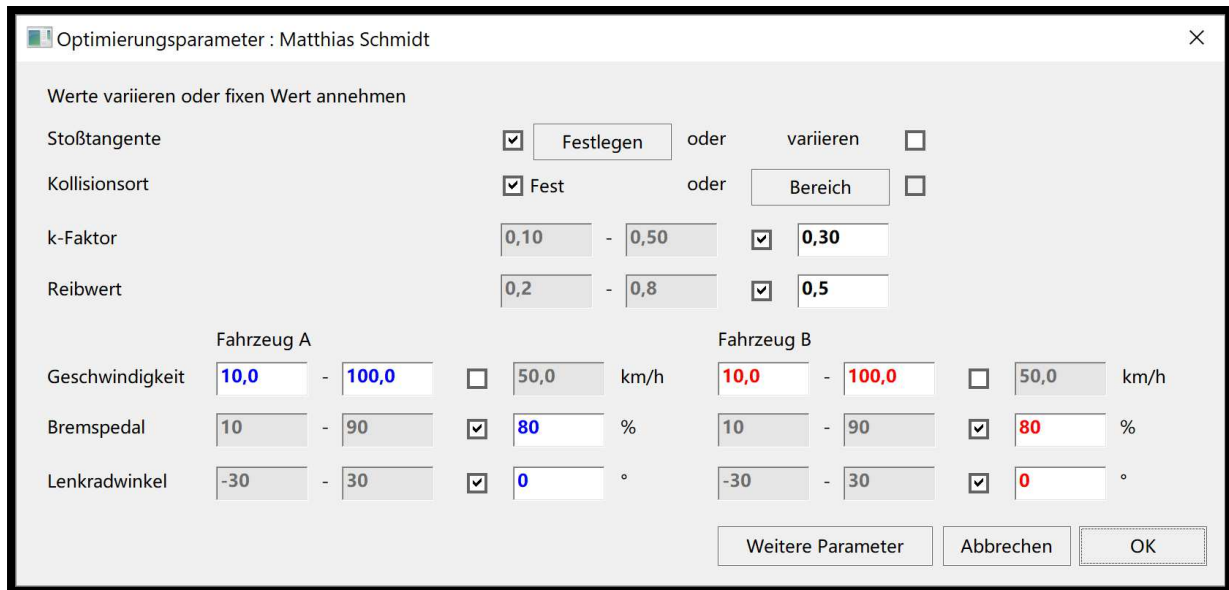 Optimierungsparameter : Matthias Schmidt
Werte variieren oder fixen Wert annehmen
Stoßtangente Festlegen oder variieren
Kollisionsort Fest oder Bereich
k-Faktor 0,10 - 0,50 0,30
Reibwert 0,2 - 0,8 0,5
Fahrzeug A Fahrzeug B
Geschwindigkeit 10,0 - 100,0 50,0 km/h 10,0 - 100,0 50,0 km/h
Bremspedal 10 - 90 80 % 10 - 90 80 %
Lenkradwinkel -30 - 30 0 ° -30 - 30 0 °
Weitere Parameter Abbrechen OK